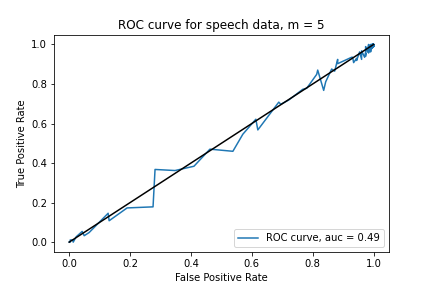 ROC curve for speech data, m = 5
True Positive Rate
1.0
0.8
0.6
0.4
0.2
0.0
ROC curve, auc = 0.49
0.0 0.2 0.4 0.6 0.8 1.0
False Positive Rate